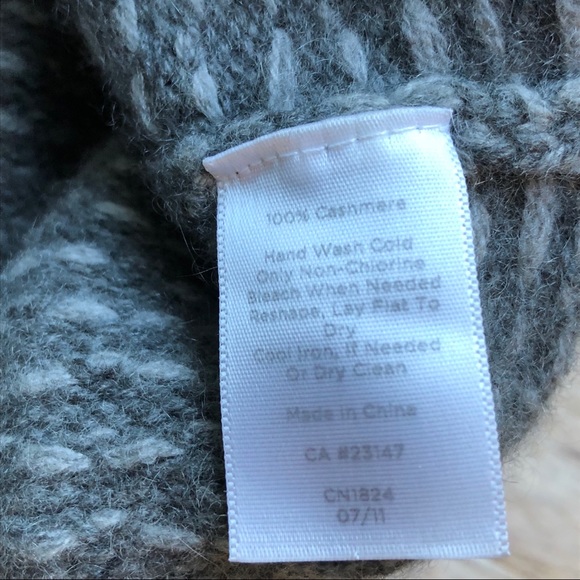 100% Cashmere
Hand Wash Cold
Only Non-Chlorine
Bleach When Needed
Reshape, Lay Flat To
Dry
Cool Iron, If Needed
Or Dry Clean
Made in China
CA #23147
CN1824
07/11